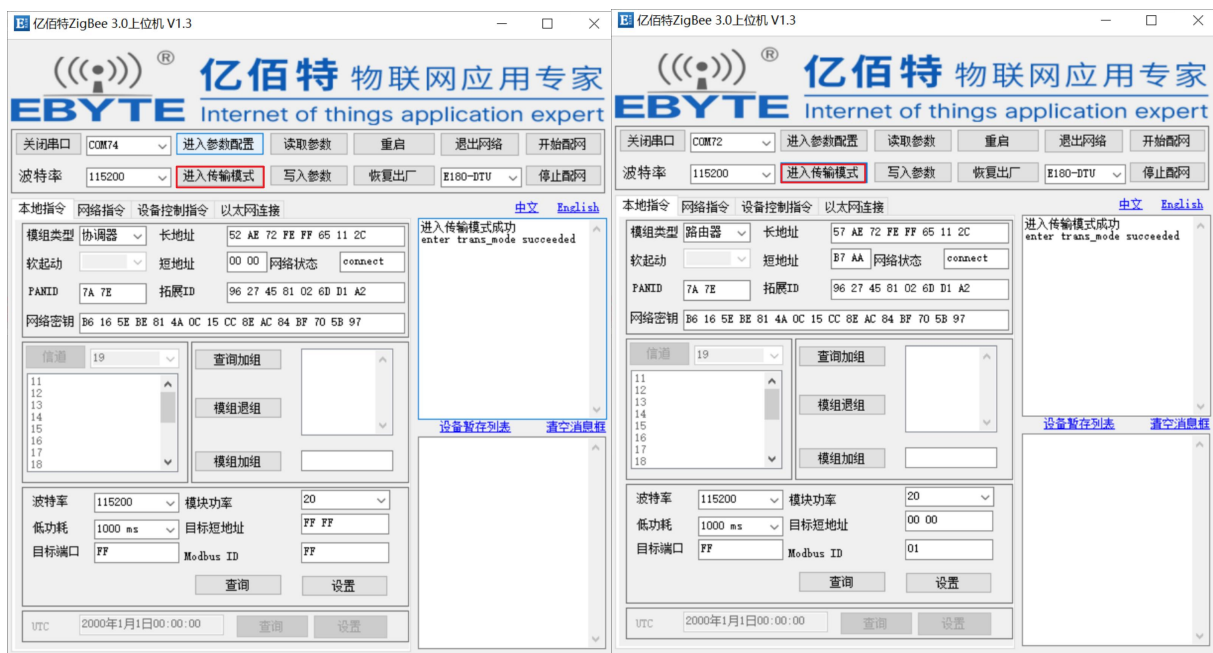 亿佰特ZigBee 3.0上位机 V1.3
EBYTE ® 亿佰特 物联网应用专家
Internet of things application expert
关闭串口 COM74 进入参数配置 读取参数 重启 退出网络 开始配网
波特率 115200 进入传输模式 写入参数 恢复出厂 E180-DTU 停止配网
本地指令 网络指令 设备控制指令 以太网连接 中文 English
模组类型 协调器 长地址 52 AE 72 FE FF 65 11 2C
软起动 短地址 00 00 网络状态 connect
PANID 7A 7E 拓展ID 96 27 45 81 02 6D D1 A2
网络密钥 B6 16 5E BE 81 4A 0C 15 CC 8E AC 84 BF 70 5B 97
进入传输模式成功
enter trans_mode succeeded
信道 19 查询加组
11
12
13
14
15
16
17
18
模组退组
模组加组
设备暂存列表 清空消息框
波特率 115200 模块功率 20
低功耗 1000 ms 目标短地址 FF FF
目标端口 FF Modbus ID FF
查询 设置
UTC 2000年1月1日00:00:00 查询 设置
亿佰特ZigBee 3.0上位机 V1.3
EBYTE ® 亿佰特 物联网应用专家
Internet of things application expert
关闭串口 COM72 进入参数配置 读取参数 重启 退出网络 开始配网
波特率 115200 进入传输模式 写入参数 恢复出厂 E180-DTU 停止配网
本地指令 网络指令 设备控制指令 以太网连接 中文 English
模组类型 路由器 长地址 57 AE 72 FE FF 65 11 2C
软起动 短地址 B7 AA 网络状态 connect
PANID 7A 7E 拓展ID 96 27 45 81 02 6D D1 A2
网络密钥 B6 16 5E BE 81 4A 0C 15 CC 8E AC 84 BF 70 5B 97
进入传输模式成功
enter trans_mode succeeded
信道 19 查询加组
11
12
13
14
15
16
17
18
模组退组
模组加组
设备暂存列表 清空消息框
波特率 115200 模块功率 20
低功耗 1000 ms 目标短地址 00 00
目标端口 FF Modbus ID 01
查询 设置
UTC 2000年1月1日00:00:00 查询 设置